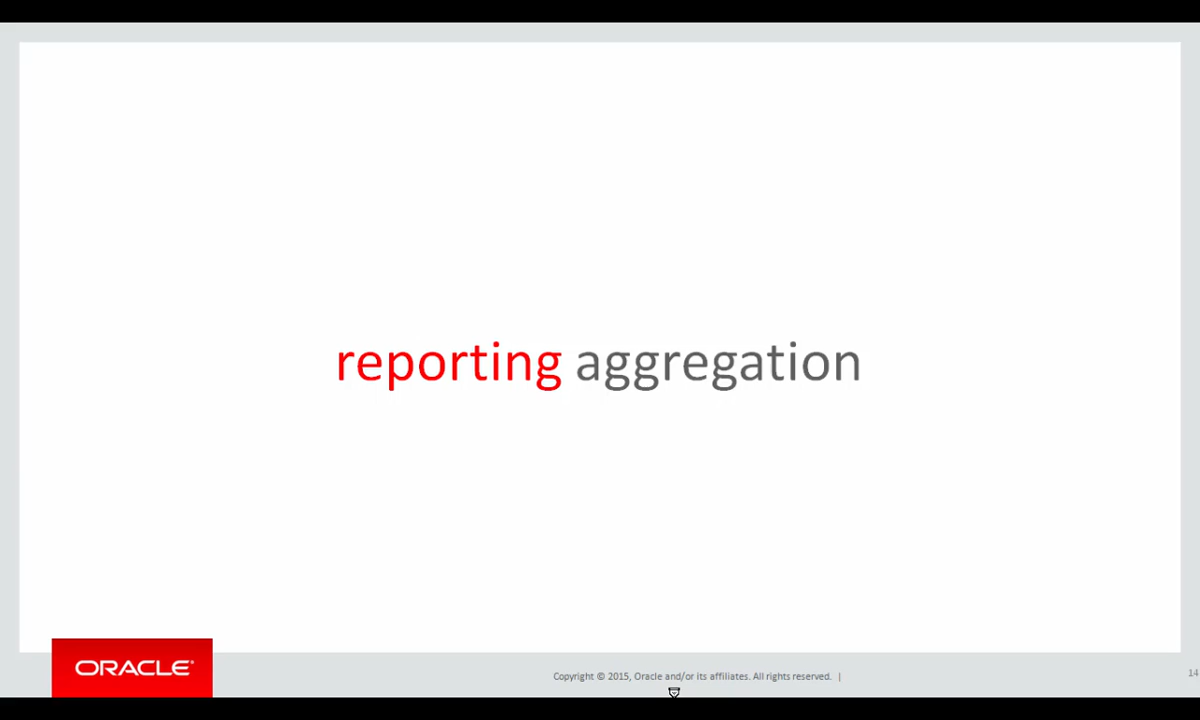 reporting aggregation
ORACLE®
Copyright © 2015, Oracle and/or its affiliates. All rights reserved. |
14